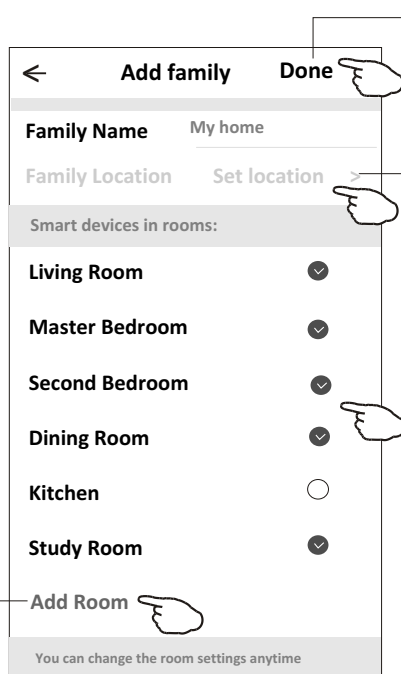 ← Add family Done
Family Name My home
Family Location Set location >
Smart devices in rooms:
Living Room
Master Bedroom
Second Bedroom
Dining Room
Kitchen
Study Room
Add Room
You can change the room settings anytime